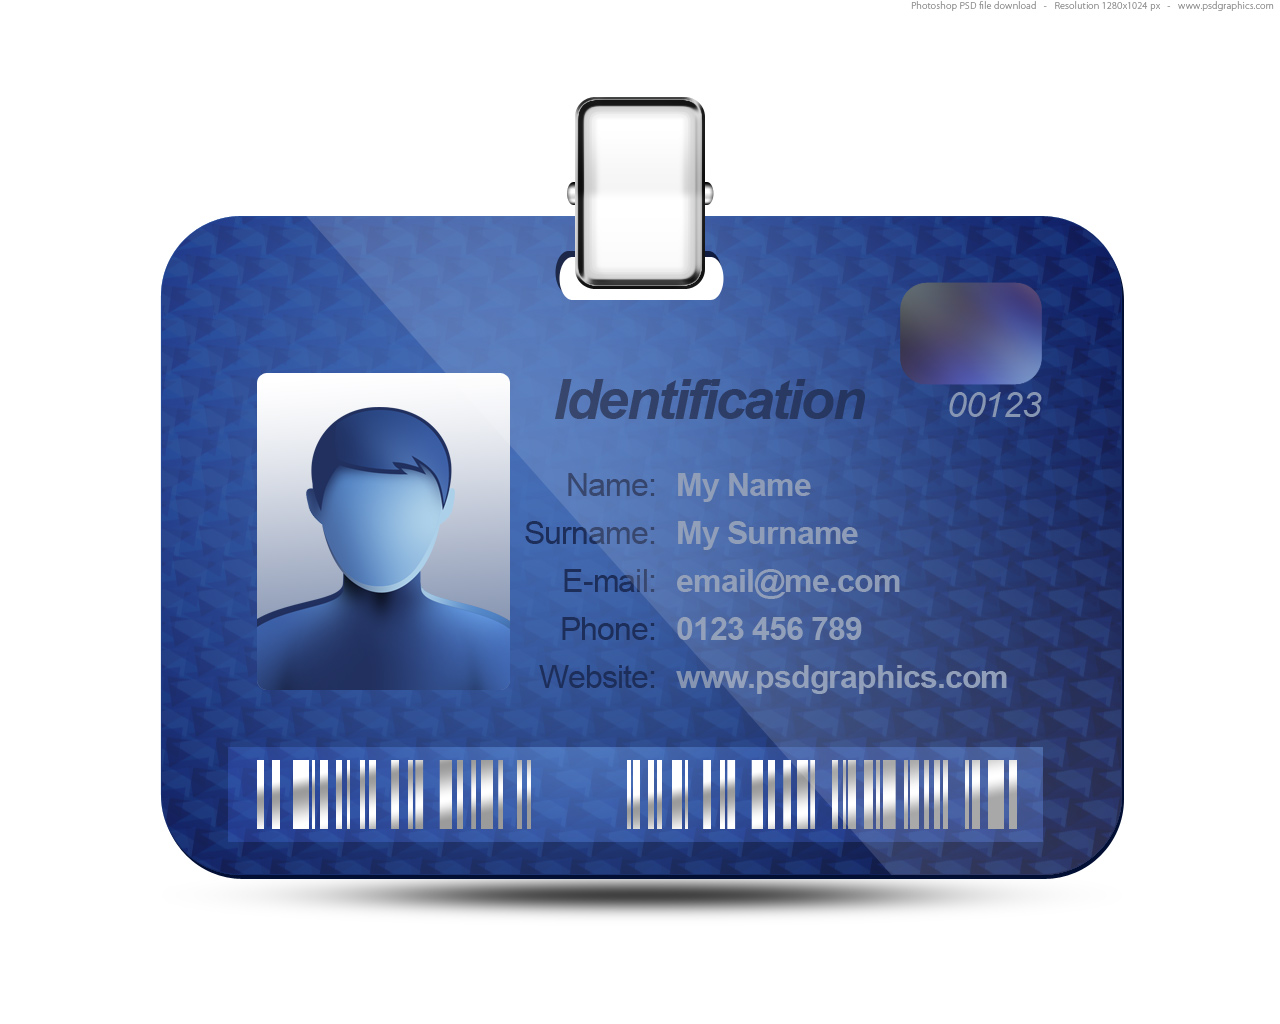 Photoshop PSD file download - Resolution 1280x1024 px - www.psdgraphics.com
Identification
00123
Name: My Name
Surname: My Surname
E-mail: email@me.com
Phone: 0123 456 789
Website: www.psdgraphics.com